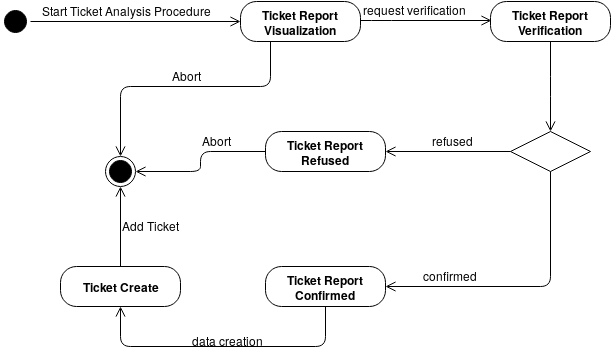 Start Ticket Analysis Procedure
Ticket Report
Visualization
request verification
Ticket Report
Verification
Abort
Abort
Ticket Report
Refused
refused
Add Ticket
Ticket Create
Ticket Report
Confirmed
confirmed
data creation